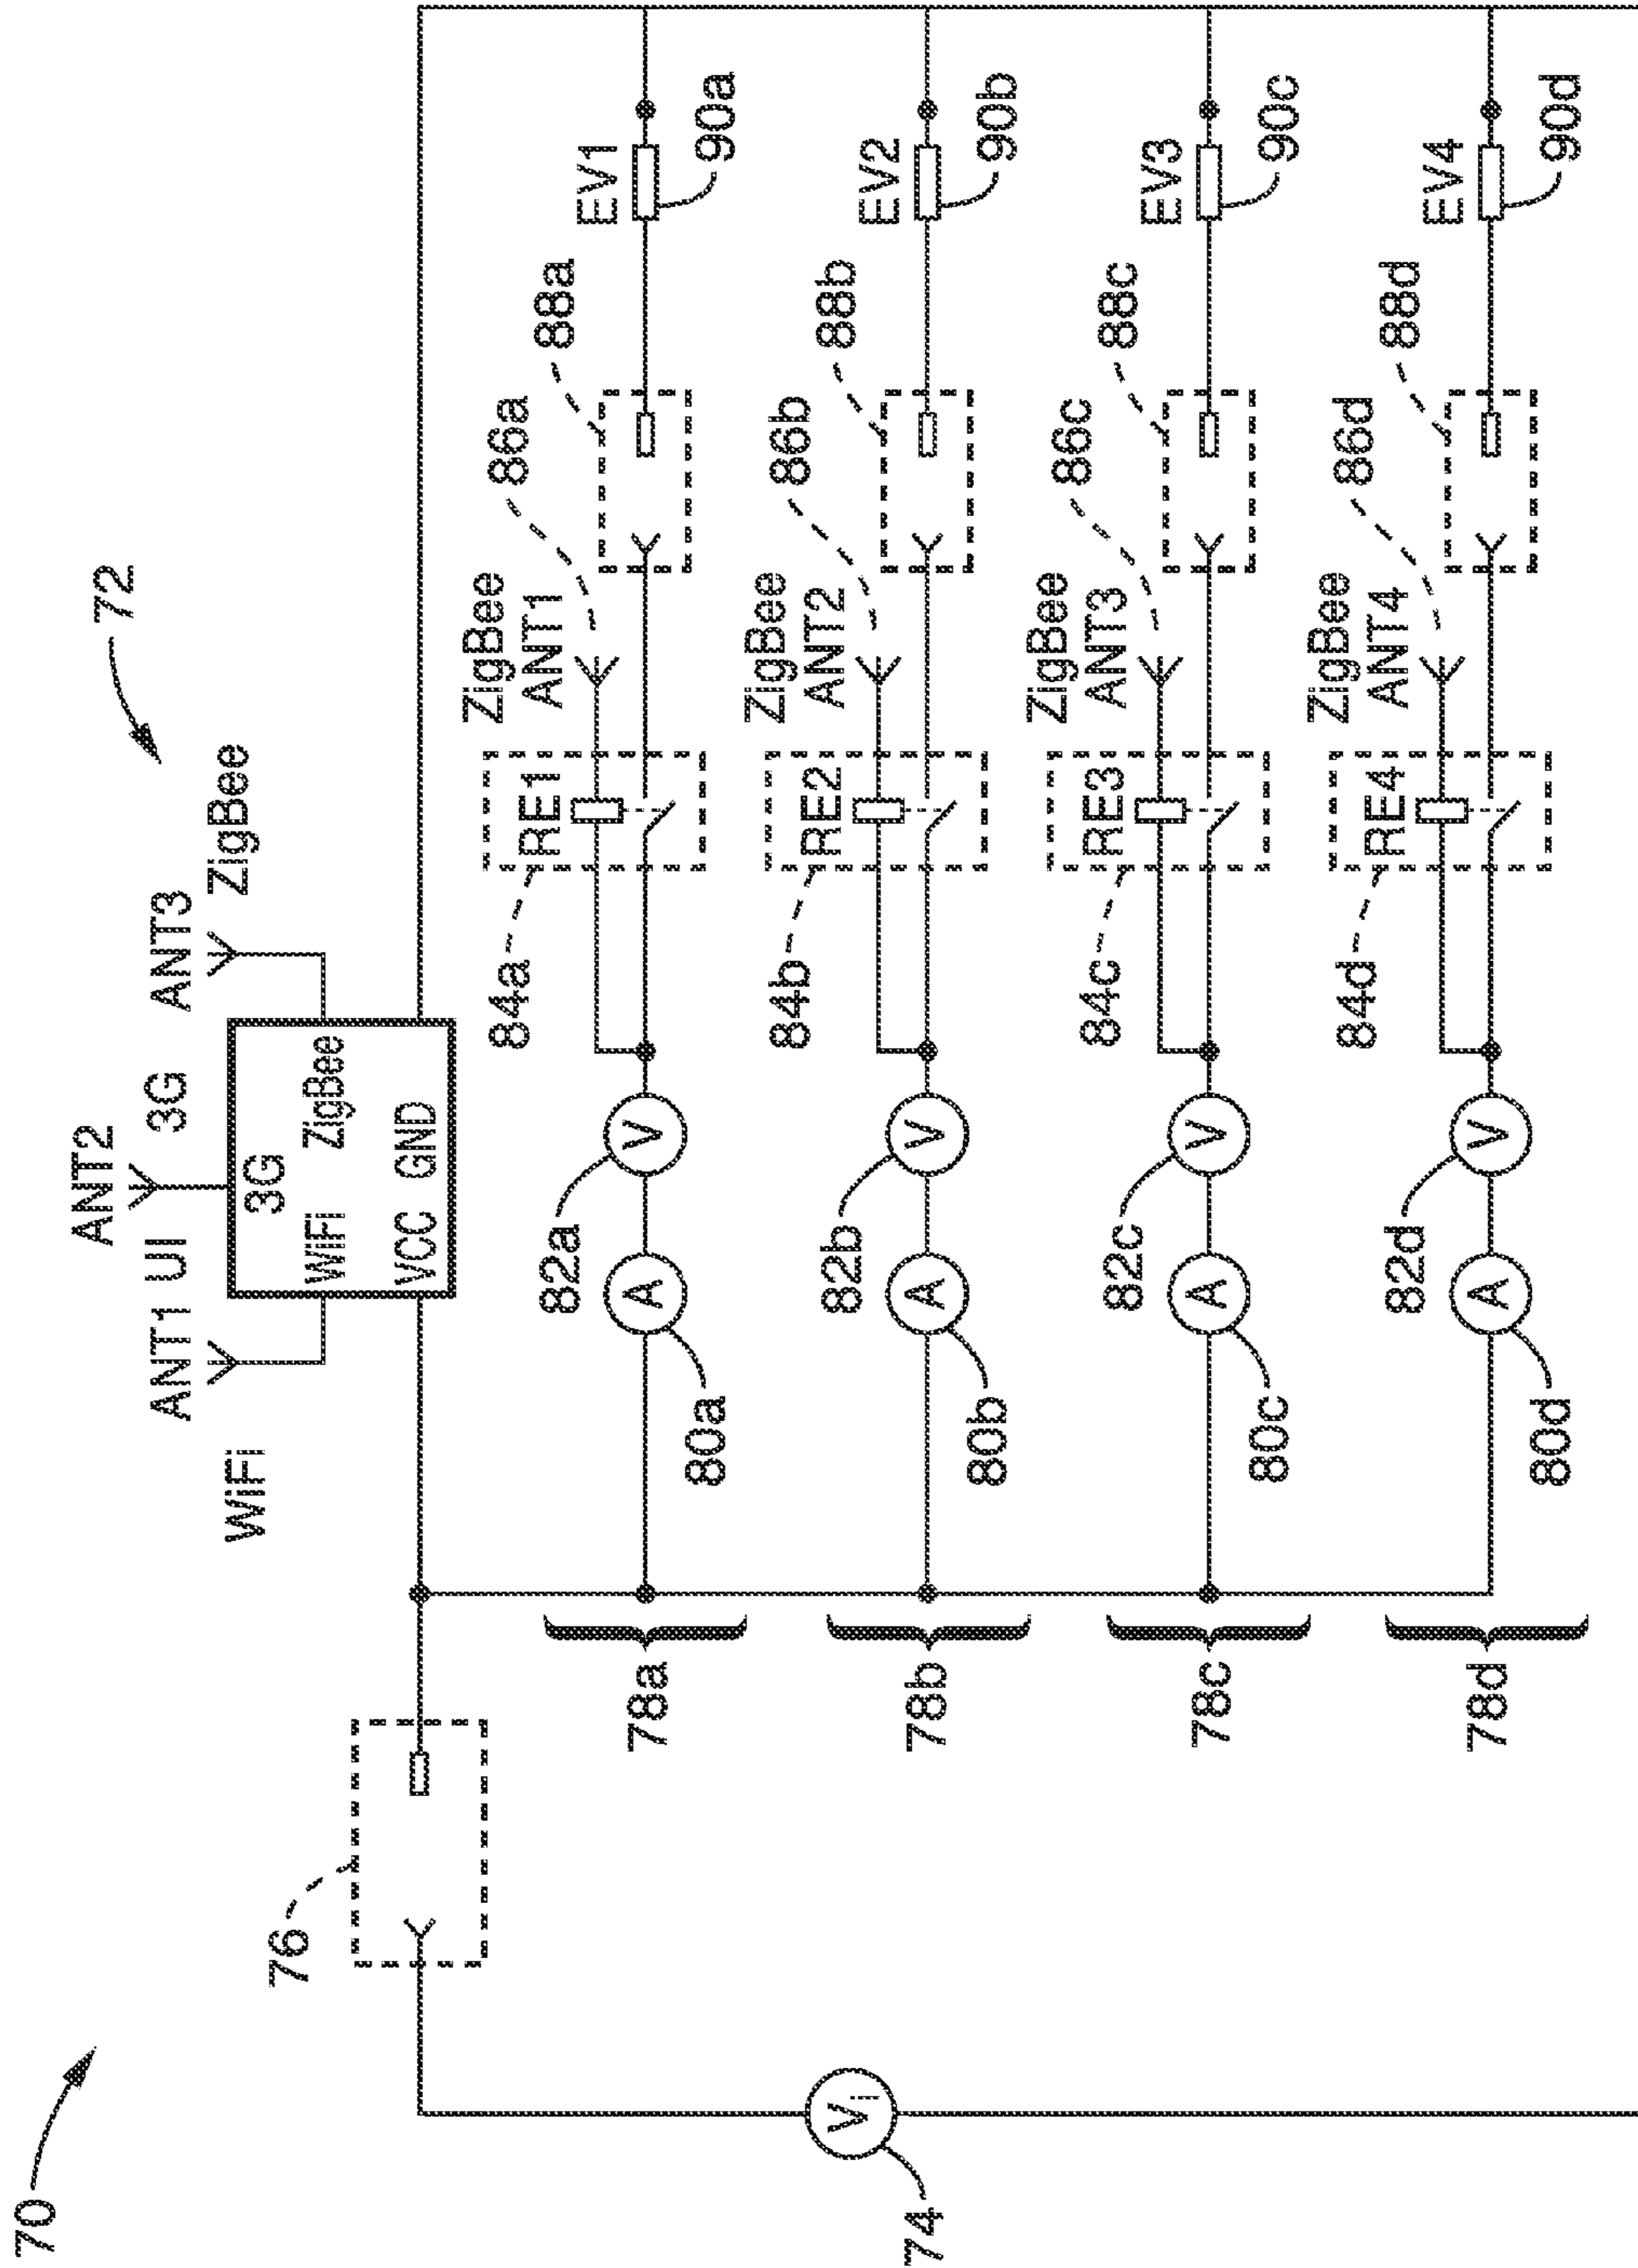 70
72
ANT2
ANT1 UI
3G
ANT3
WiFi
ZigBee
3G
WiFi
ZigBee
VCC GND
76
74
Vi
78a
80a
A
82a
V
84a
RE1
ZigBee
ANT1
86a
88a
EV1
90a
78b
80b
A
82b
V
84b
RE2
ZigBee
ANT2
86b
88b
EV2
90b
78c
80c
A
82c
V
84c
RE3
ZigBee
ANT3
86c
88c
EV3
90c
78d
80d
A
82d
V
84d
RE4
ZigBee
ANT4
86d
88d
EV4
90d